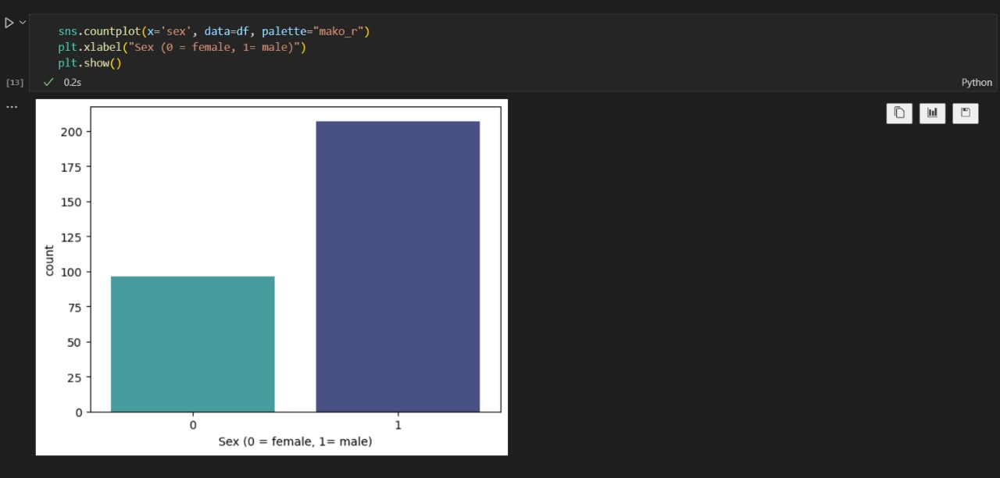 sns.countplot(x='sex', data=df, palette="mako_r")
plt.xlabel("Sex (0 = female, 1= male)")
plt.show()
[13]
0.2s
Python
200
175
150
125
100
75
50
25
0
count
0 1
Sex (0 = female, 1= male)